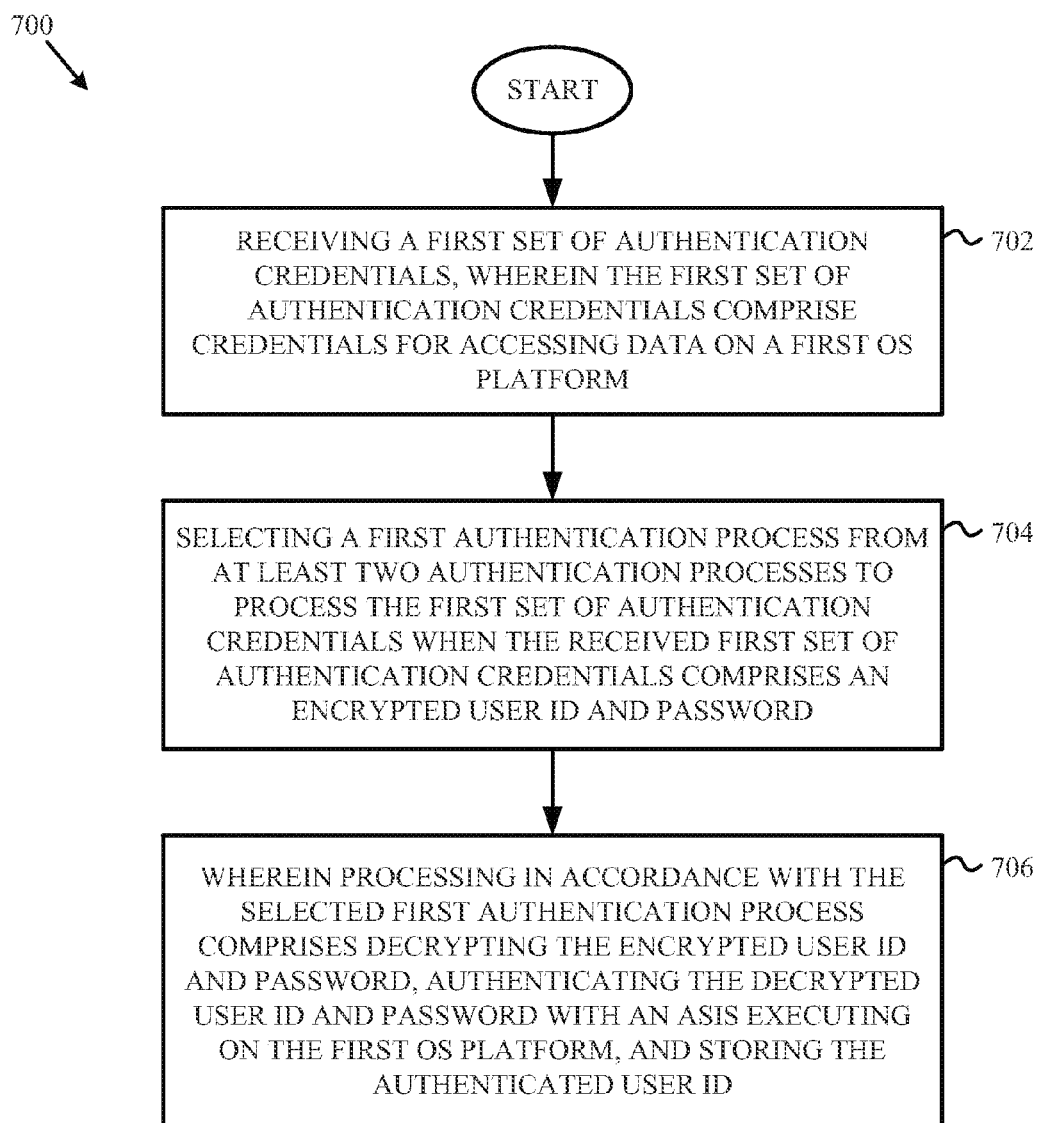 700
START
RECEIVING A FIRST SET OF AUTHENTICATION
CREDENTIALS, WHEREIN THE FIRST SET OF
AUTHENTICATION CREDENTIALS COMPRISE
CREDENTIALS FOR ACCESSING DATA ON A FIRST OS
PLATFORM
702
SELECTING A FIRST AUTHENTICATION PROCESS FROM
AT LEAST TWO AUTHENTICATION PROCESSES TO
PROCESS THE FIRST SET OF AUTHENTICATION
CREDENTIALS WHEN THE RECEIVED FIRST SET OF
AUTHENTICATION CREDENTIALS COMPRISES AN
ENCRYPTED USER ID AND PASSWORD
704
WHEREIN PROCESSING IN ACCORDANCE WITH THE
SELECTED FIRST AUTHENTICATION PROCESS
COMPRISES DECRYPTING THE ENCRYPTED USER ID
AND PASSWORD, AUTHENTICATING THE DECRYPTED
USER ID AND PASSWORD WITH AN ASIS EXECUTING
ON THE FIRST OS PLATFORM, AND STORING THE
AUTHENTICATED USER ID
706